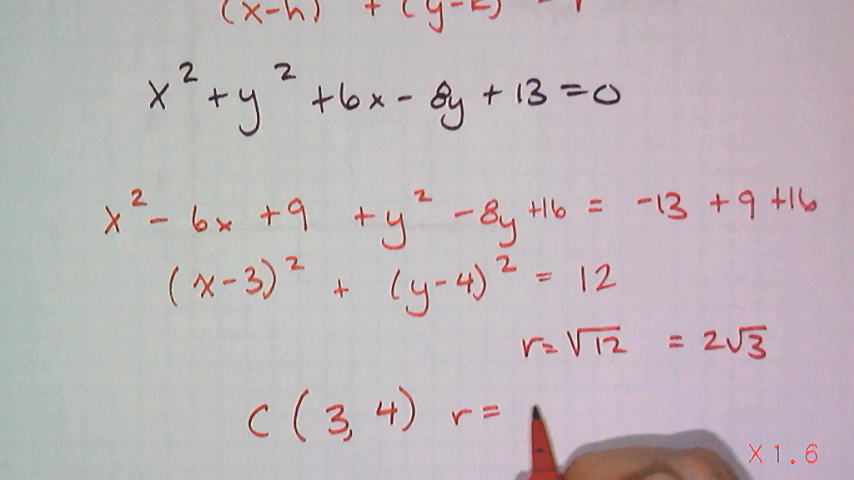 (x-h) + (y-k) = r
x² + y² + 6x - 8y + 13 = 0
x² - 6x + 9 + y² - 8y + 16 = -13 + 9 + 16
(x-3)² + (y-4)² = 12
r = √12 = 2√3
C (3, 4) r =
X1.6